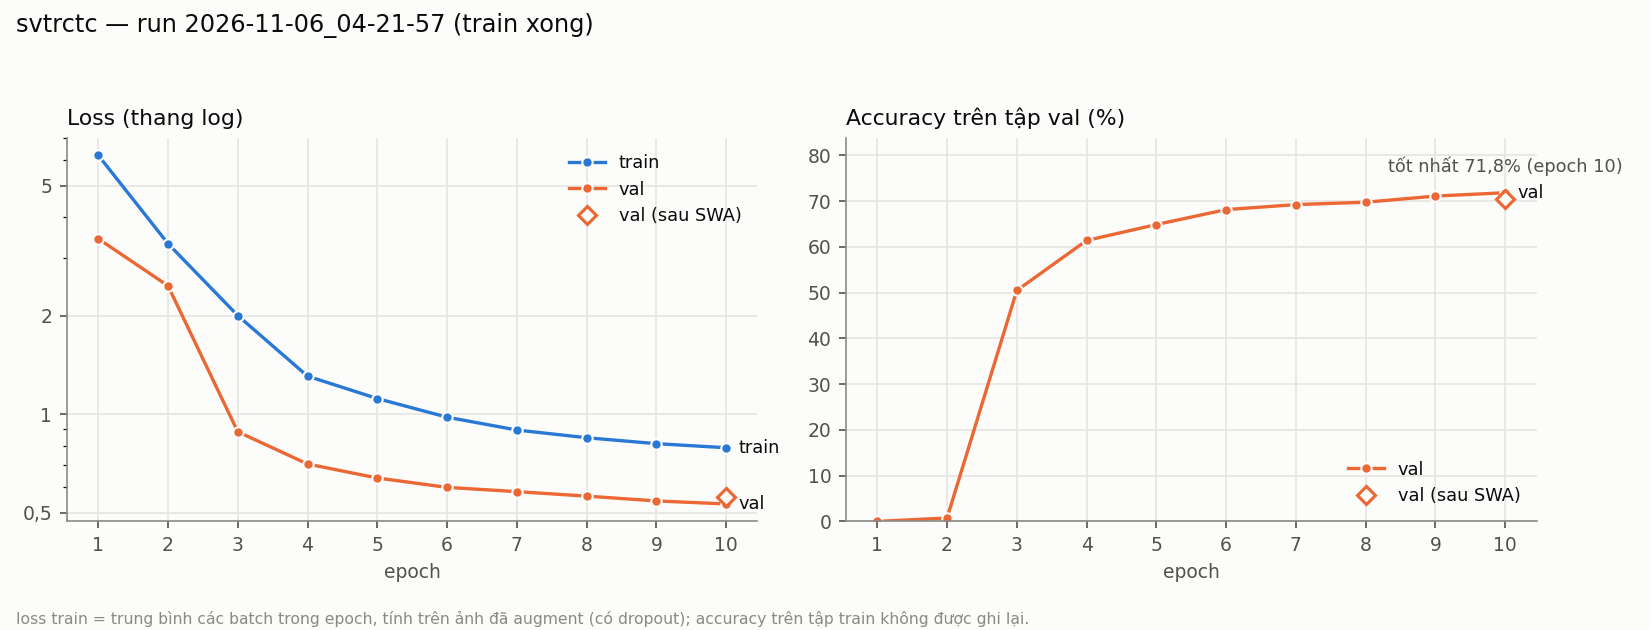 svtrctc — run 2026-11-06_04-21-57 (train xong)
Loss (thang log)
train
val
val (sau SWA)
5
2
1
0,5
train
val
1 2 3 4 5 6 7 8 9 10
epoch
Accuracy trên tập val (%)
tốt nhất 71,8% (epoch 10)
val
80
70
60
50
40
30
20
10
0
val
val (sau SWA)
1 2 3 4 5 6 7 8 9 10
epoch
loss train = trung bình các batch trong epoch, tính trên ảnh đã augment (có dropout); accuracy trên tập train không được ghi lại.